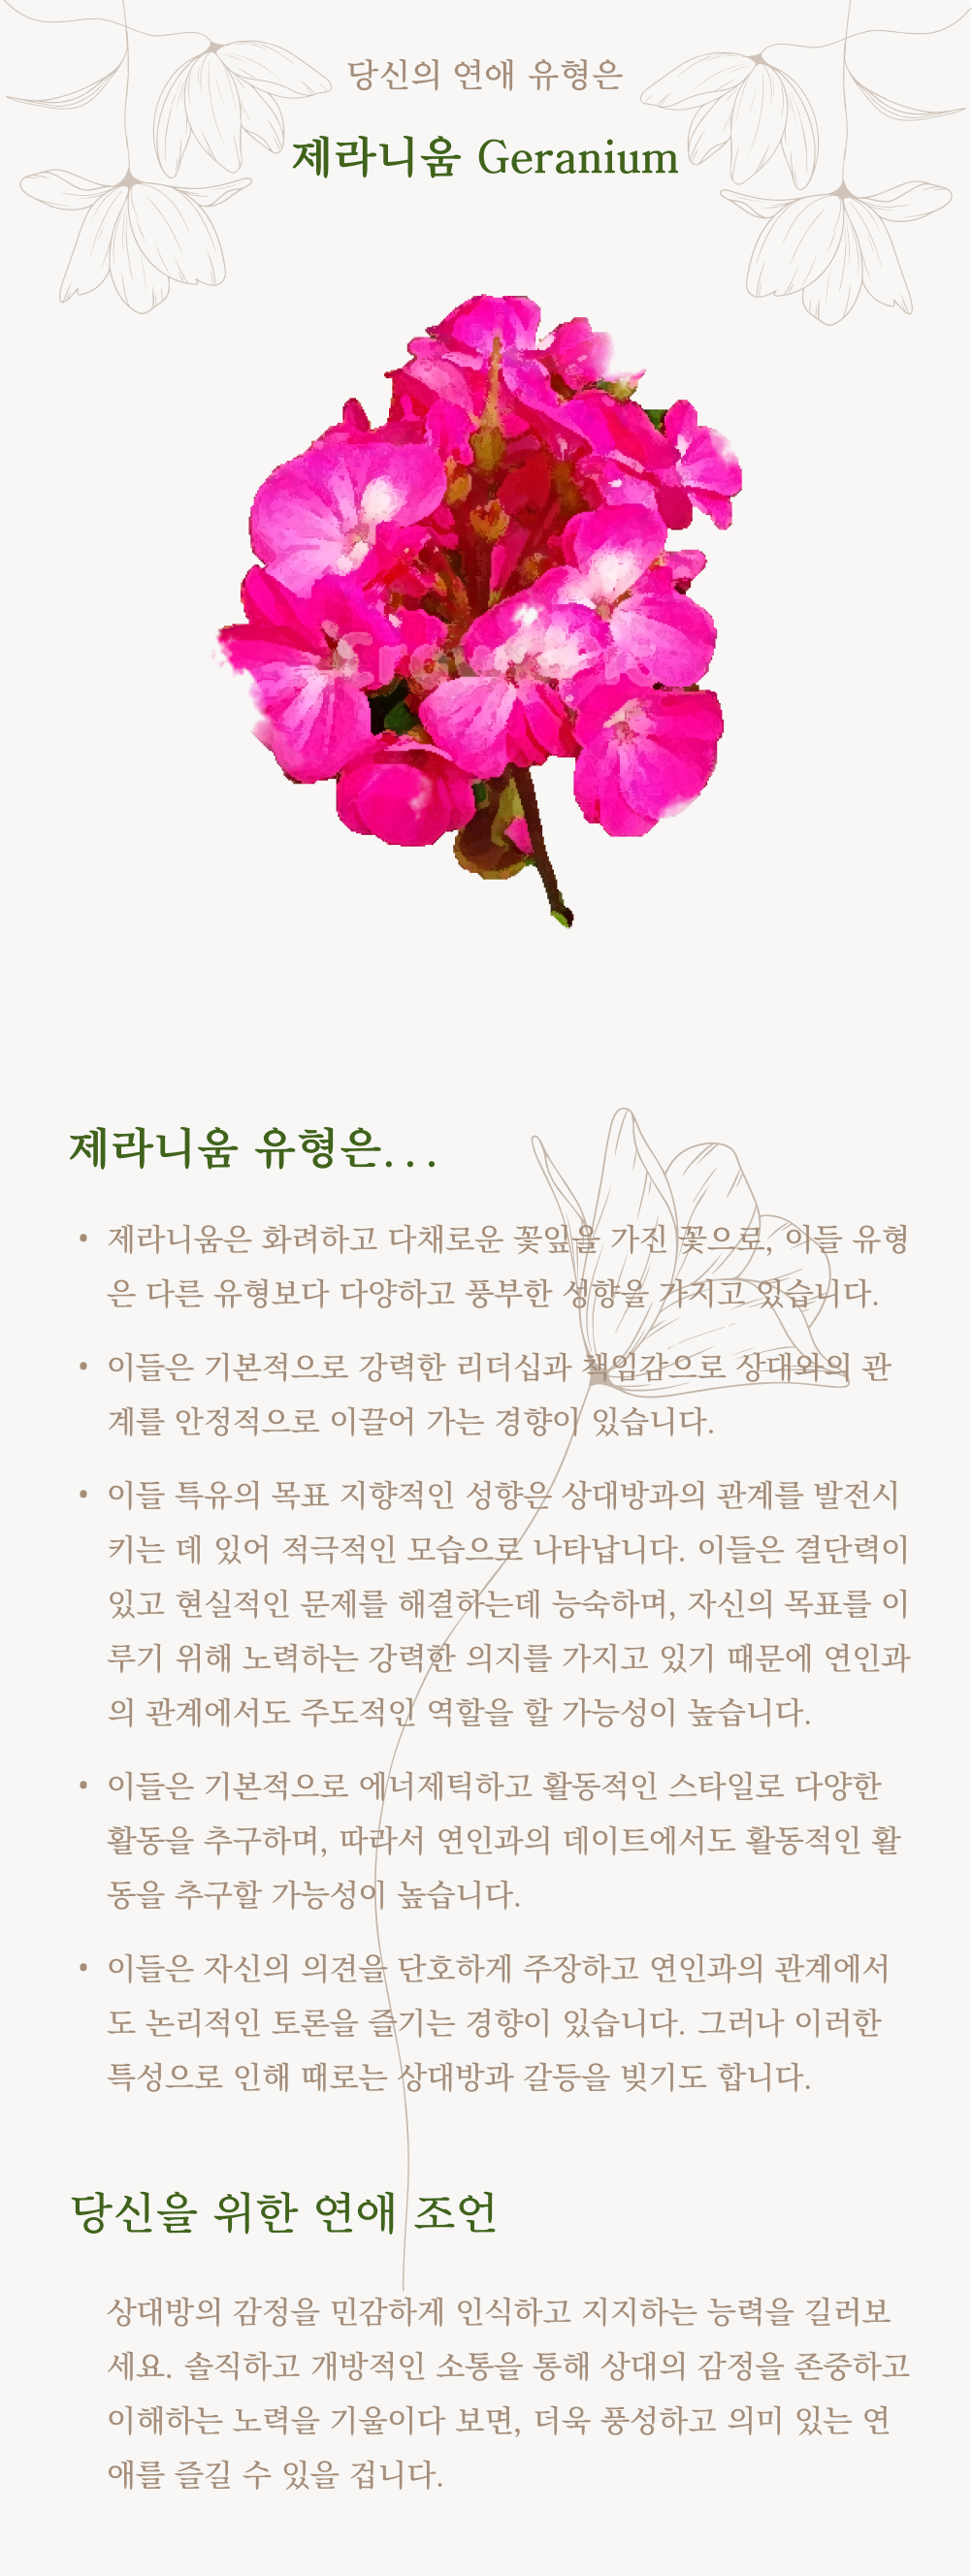 당신의 연애 유형은
제라니움 Geranium
제라니움 유형은...
• 제라니움은 화려하고 다채로운 꽃잎을 가진 꽃으로, 이들 유형
은 다른 유형보다 다양하고 풍부한 성향을 가지고 있습니다.
• 이들은 기본적으로 강력한 리더십과 책임감으로 상대와의 관
계를 안정적으로 이끌어 가는 경향이 있습니다.
• 이들 특유의 목표 지향적인 성향은 상대방과의 관계를 발전시
키는 데 있어 적극적인 모습으로 나타납니다. 이들은 결단력이
있고 현실적인 문제를 해결하는데 능숙하며, 자신의 목표를 이
루기 위해 노력하는 강력한 의지를 가지고 있기 때문에 연인과
의 관계에서도 주도적인 역할을 할 가능성이 높습니다.
• 이들은 기본적으로 에너제틱하고 활동적인 스타일로 다양한
활동을 추구하며, 따라서 연인과의 데이트에서도 활동적인 활
동을 추구할 가능성이 높습니다.
• 이들은 자신의 의견을 단호하게 주장하고 연인과의 관계에서
도 논리적인 토론을 즐기는 경향이 있습니다. 그러나 이러한
특성으로 인해 때로는 상대방과 갈등을 빚기도 합니다.
당신을 위한 연애 조언
상대방의 감정을 민감하게 인식하고 지지하는 능력을 길러보
세요. 솔직하고 개방적인 소통을 통해 상대의 감정을 존중하고
이해하는 노력을 기울이다 보면, 더욱 풍성하고 의미 있는 연
애를 즐길 수 있을 겁니다.